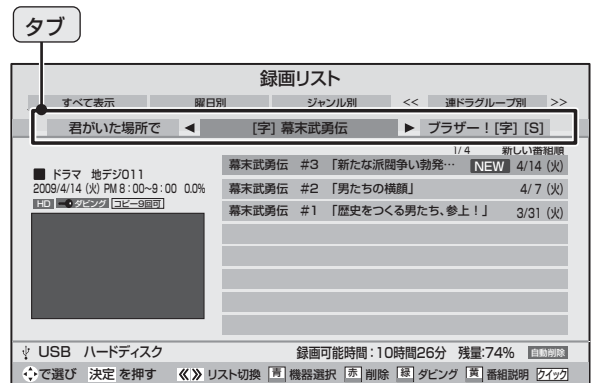 タブ
録画リスト
すべて表示 曜日別 ジャンル別 << 連ドラグループ別 >>
君がいた場所で ◀ [字] 幕末武勇伝 ▶ ブラザー！[字] [S]
1/4 新しい番組順
■ ドラマ 地デジ011
2009/4/14 (火) PM 8：00~9：00 0.0%
HD ダビング コピー9回可
幕末武勇伝 #3 「新たな派閥争い勃発… NEW 4/14 (火)
幕末武勇伝 #2 「男たちの横顔」 4/ 7 (火)
幕末武勇伝 #1 「歴史をつくる男たち、参上！」 3/31 (火)
USB ハードディスク 録画可能時間：10時間26分 残量:74% 自動削除
で選び 決定 を押す 《》 リスト切換 青 機器選択 赤 削除 緑 ダビング 黄 番組説明 クイック